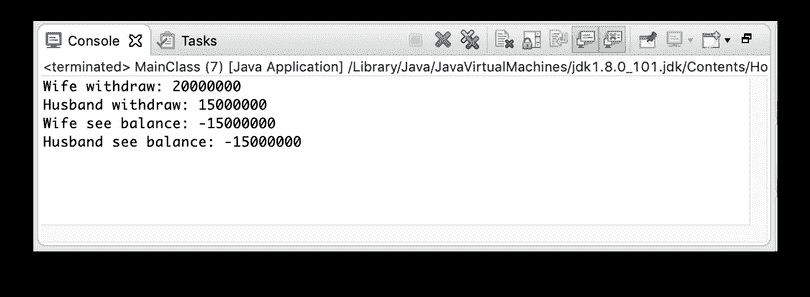 Console Tasks
<terminated> MainClass (7) [Java Application] /Library/Java/JavaVirtualMachines/jdk1.8.0_101.jdk/Contents/Ho
Wife withdraw: 20000000
Husband withdraw: 15000000
Wife see balance: -15000000
Husband see balance: -15000000